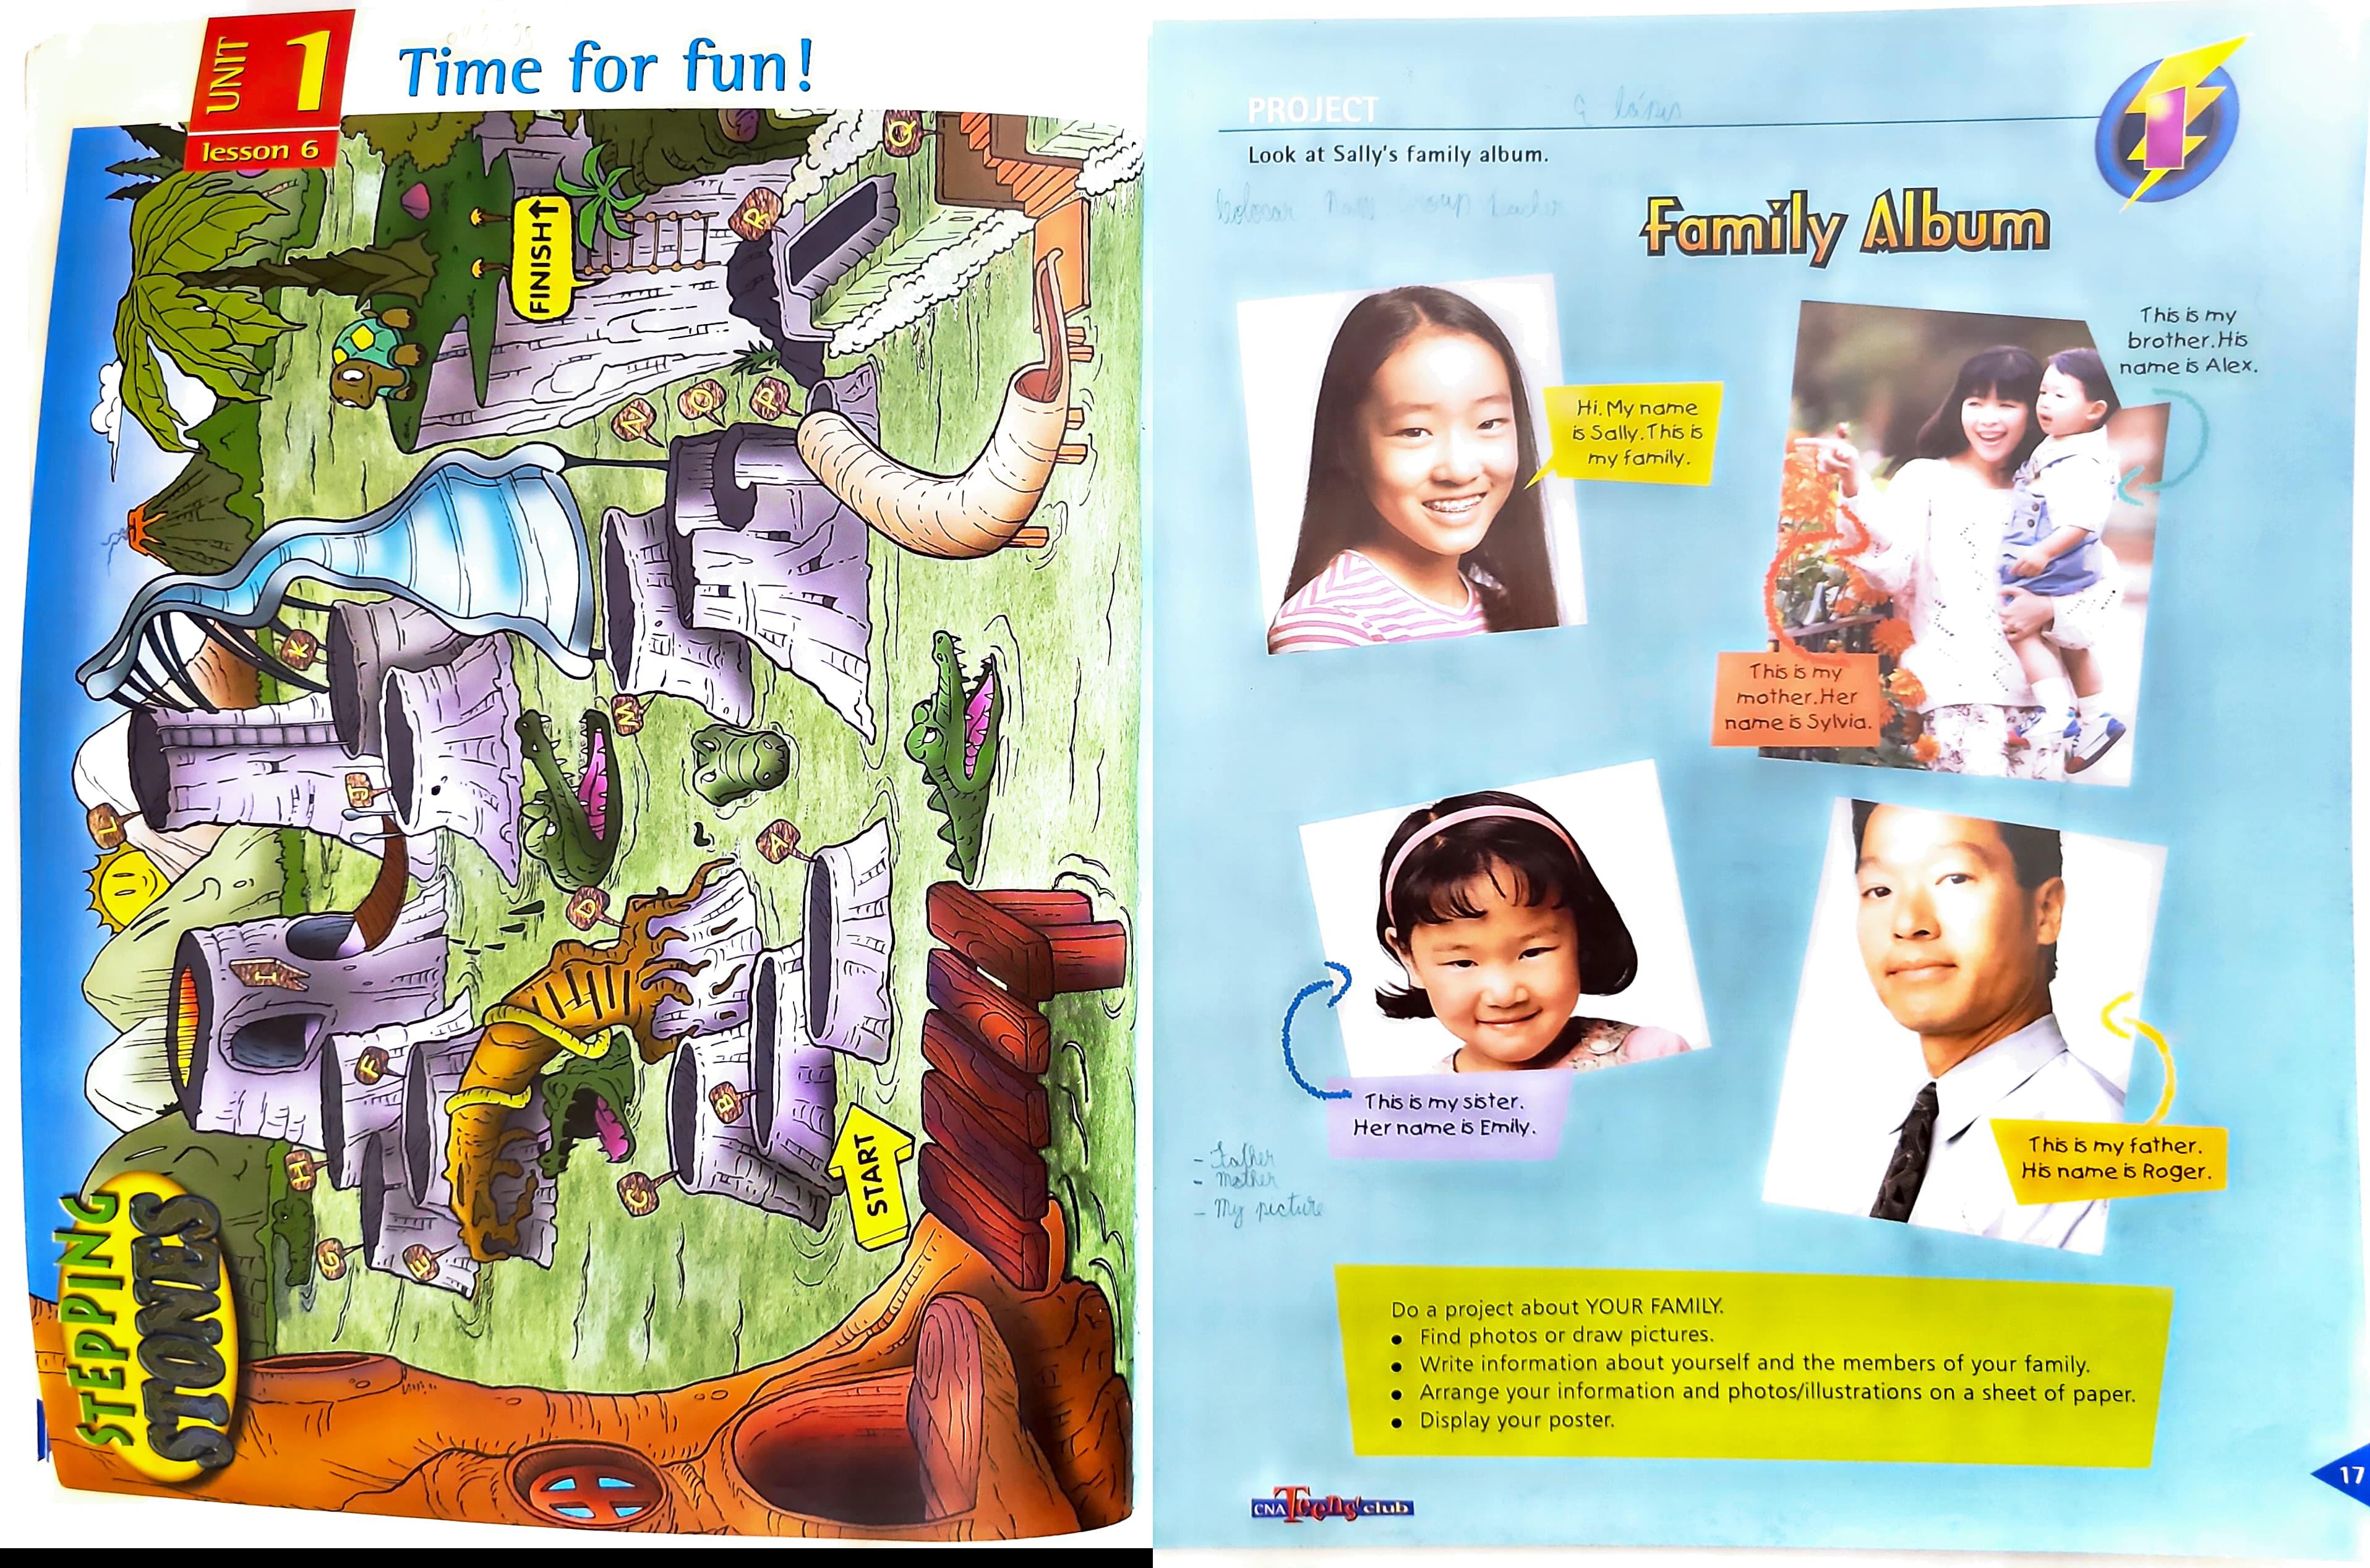 UNIT
1
lesson 6
Time for fun!
STEPPING
STONES
START
A
B
C
D
E
F
G
H
I
J
K
L
M
N
O
P
Q
R
FINISH
PROJECT
Look at Sally's family album.
Family Album
1
Hi. My name
is Sally. This is
my family.
This is my
brother. His
name is Alex.
This is my
mother. Her
name is Sylvia.
This is my sister.
Her name is Emily.
This is my father.
His name is Roger.
- Father
- Mother
- My picture
Do a project about YOUR FAMILY.
• Find photos or draw pictures.
• Write information about yourself and the members of your family.
• Arrange your information and photos/illustrations on a sheet of paper.
• Display your poster.
CNA Teens' club
17